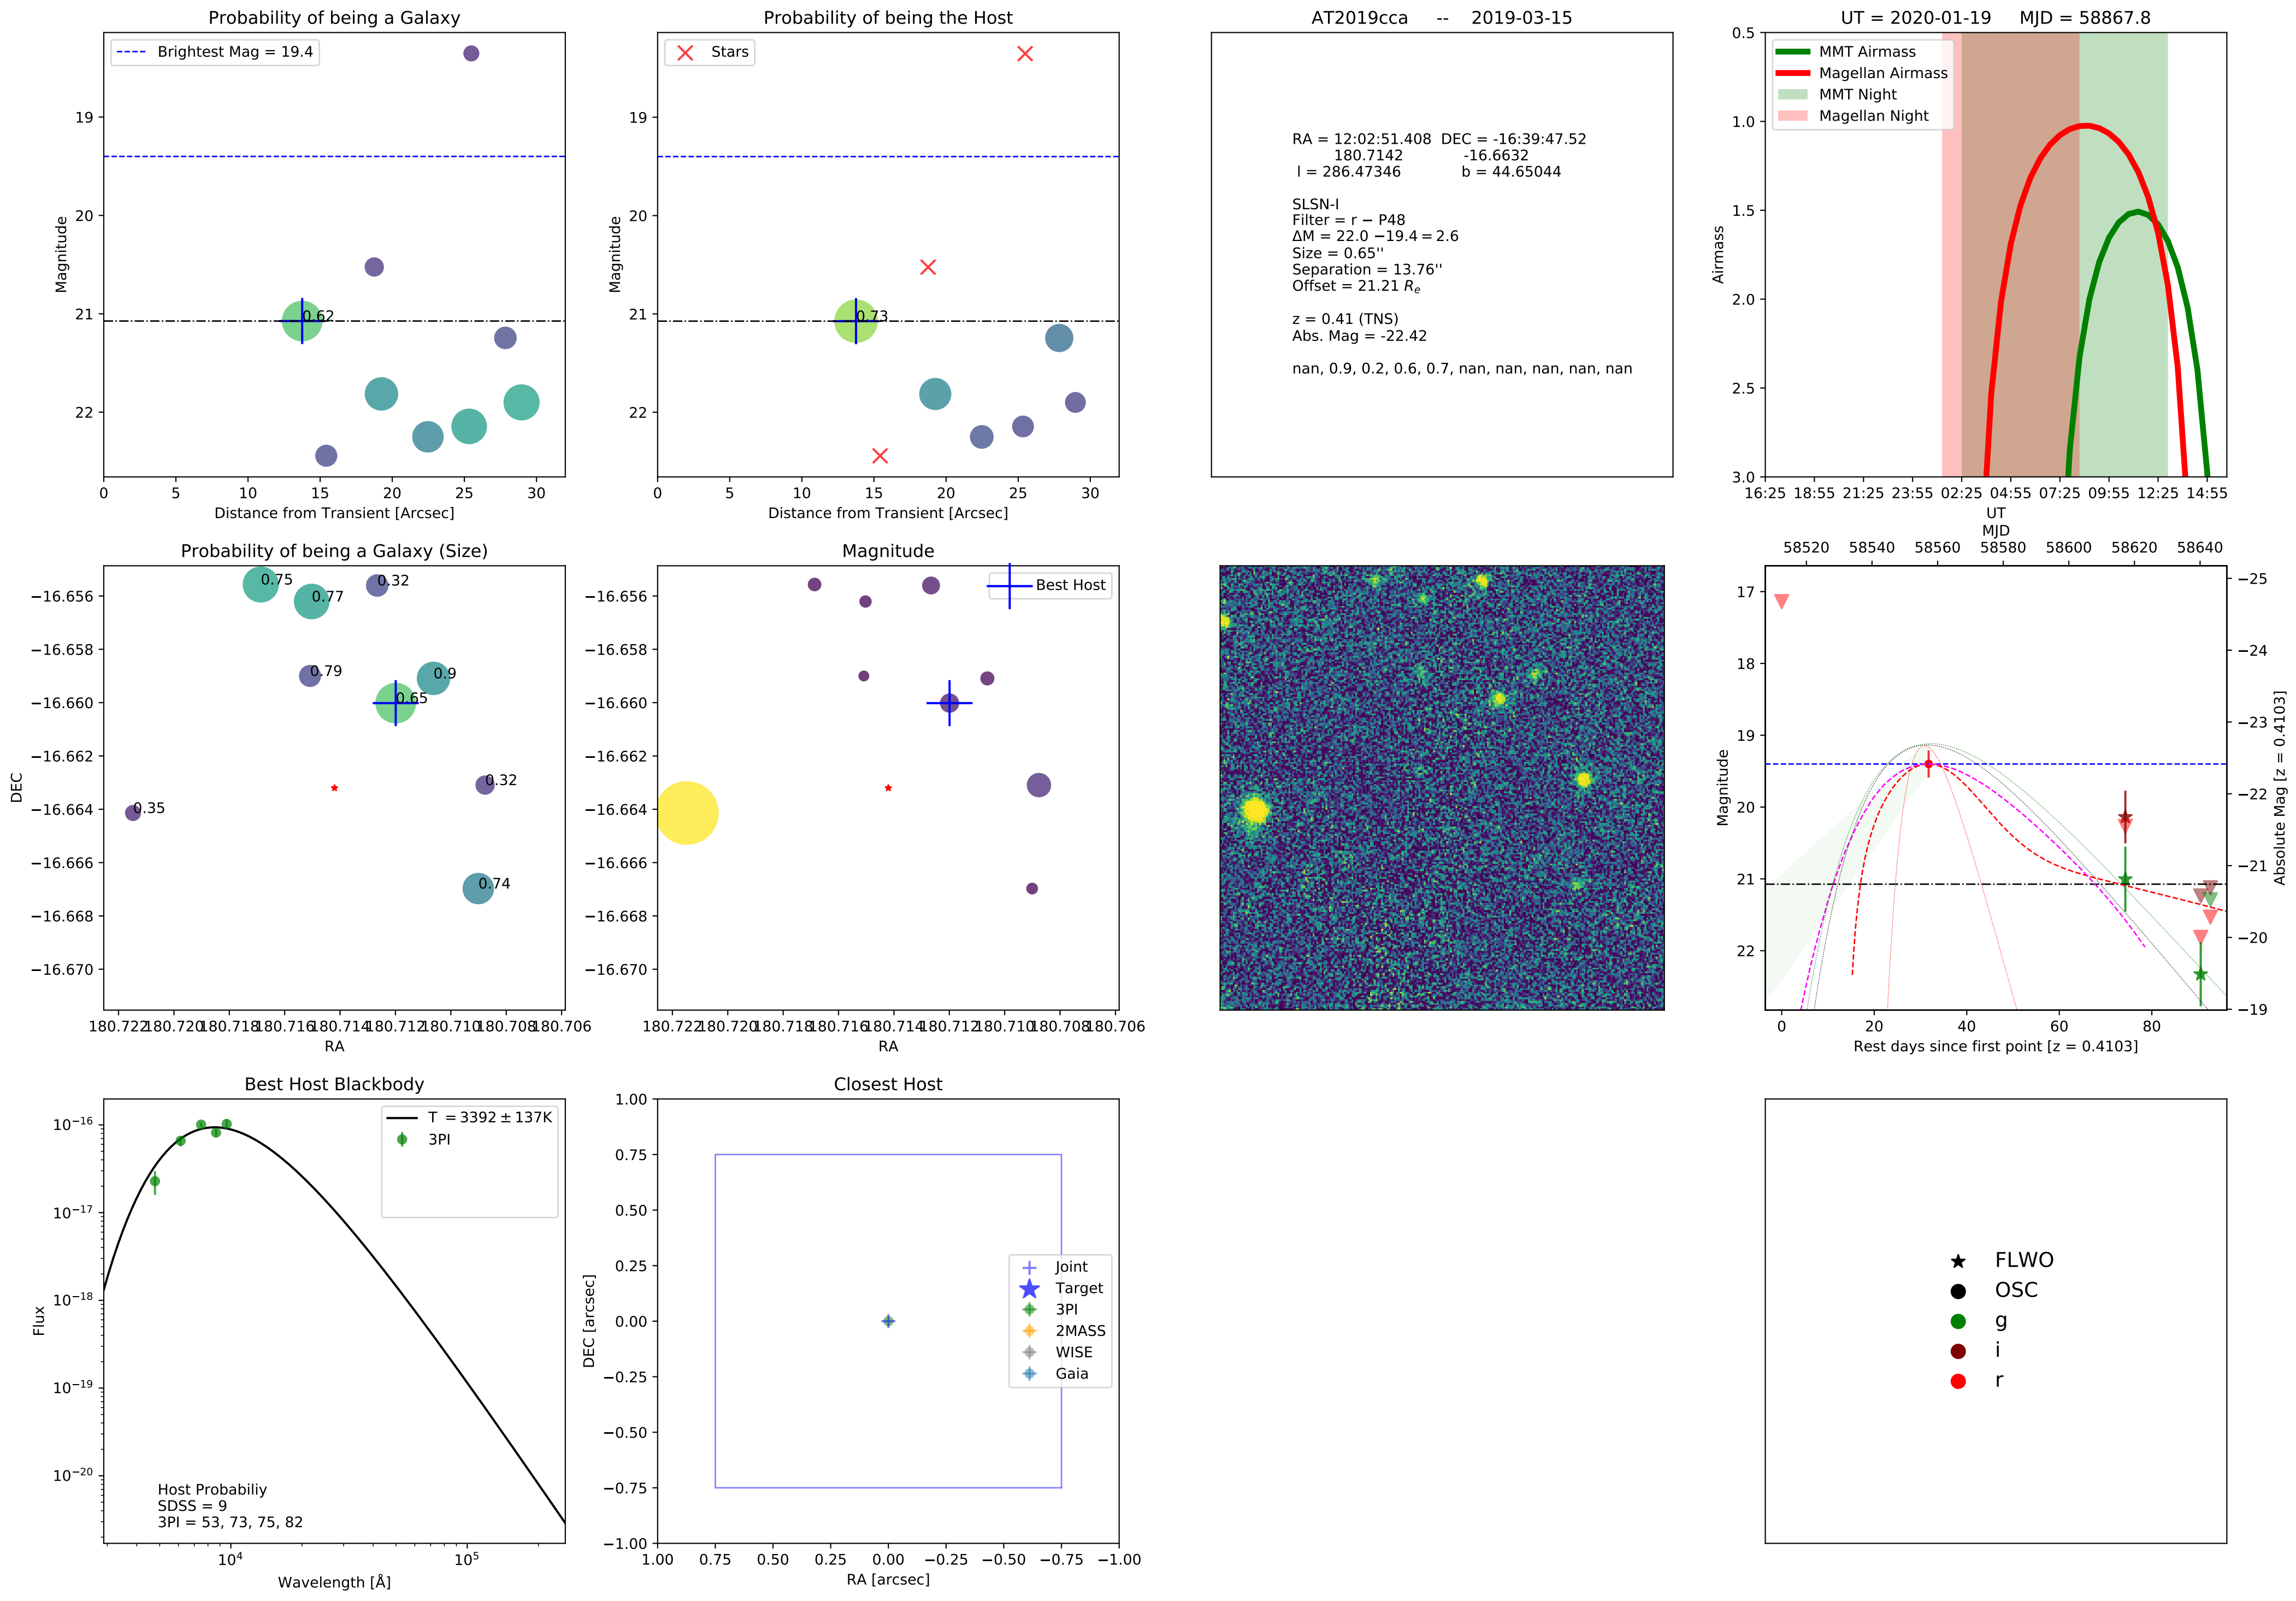 Probability of being a Galaxy
Brightest Mag = 19.4
Magnitude
19
20
21
22
0.62
0 5 10 15 20 25 30
Distance from Transient [Arcsec]
Probability of being the Host
Stars
Magnitude
19
20
21
22
0.73
0 5 10 15 20 25 30
Distance from Transient [Arcsec]
AT2019cca -- 2019-03-15
RA = 12:02:51.408 DEC = -16:39:47.52
180.7142 -16.6632
l = 286.47346 b = 44.65044
SLSN-I
Filter = r − P48
ΔM = 22.0 −19.4 = 2.6
Size = 0.65''
Separation = 13.76''
Offset = 21.21 Re
z = 0.41 (TNS)
Abs. Mag = -22.42
nan, 0.9, 0.2, 0.6, 0.7, nan, nan, nan, nan, nan
UT = 2020-01-19 MJD = 58867.8
MMT Airmass
Magellan Airmass
MMT Night
Magellan Night
Airmass
0.5
1.0
1.5
2.0
2.5
3.0
16:25 18:55 21:25 23:55 02:25 04:55 07:25 09:55 12:25 14:55
UT
Probability of being a Galaxy (Size)
DEC
−16.656
−16.658
−16.660
−16.662
−16.664
−16.666
−16.668
−16.670
0.75
0.77
0.32
0.79
0.9
0.65
0.32
0.35
0.74
180.722 180.720 180.718 180.716 180.714 180.712 180.710 180.708 180.706
RA
Magnitude
Best Host
−16.656
−16.658
−16.660
−16.662
−16.664
−16.666
−16.668
−16.670
180.722 180.720 180.718 180.716 180.714 180.712 180.710 180.708 180.706
RA
MJD
58520 58540 58560 58580 58600 58620 58640
Magnitude
17
18
19
20
21
22
−25
−24
−23
−22
−21
−20
−19
Absolute Mag [z = 0.4103]
0 20 40 60 80
Rest days since first point [z = 0.4103]
Best Host Blackbody
T = 3392 ± 137K
3PI
Flux
10−16
10−17
10−18
10−19
10−20
Host Probabiliy
SDSS = 9
3PI = 53, 73, 75, 82
104 105
Wavelength [Å]
Closest Host
Joint
Target
3PI
2MASS
WISE
Gaia
DEC [arcsec]
1.00
0.75
0.50
0.25
0.00
−0.25
−0.50
−0.75
−1.00
1.00 0.75 0.50 0.25 0.00 −0.25 −0.50 −0.75 −1.00
RA [arcsec]
FLWO
OSC
g
i
r